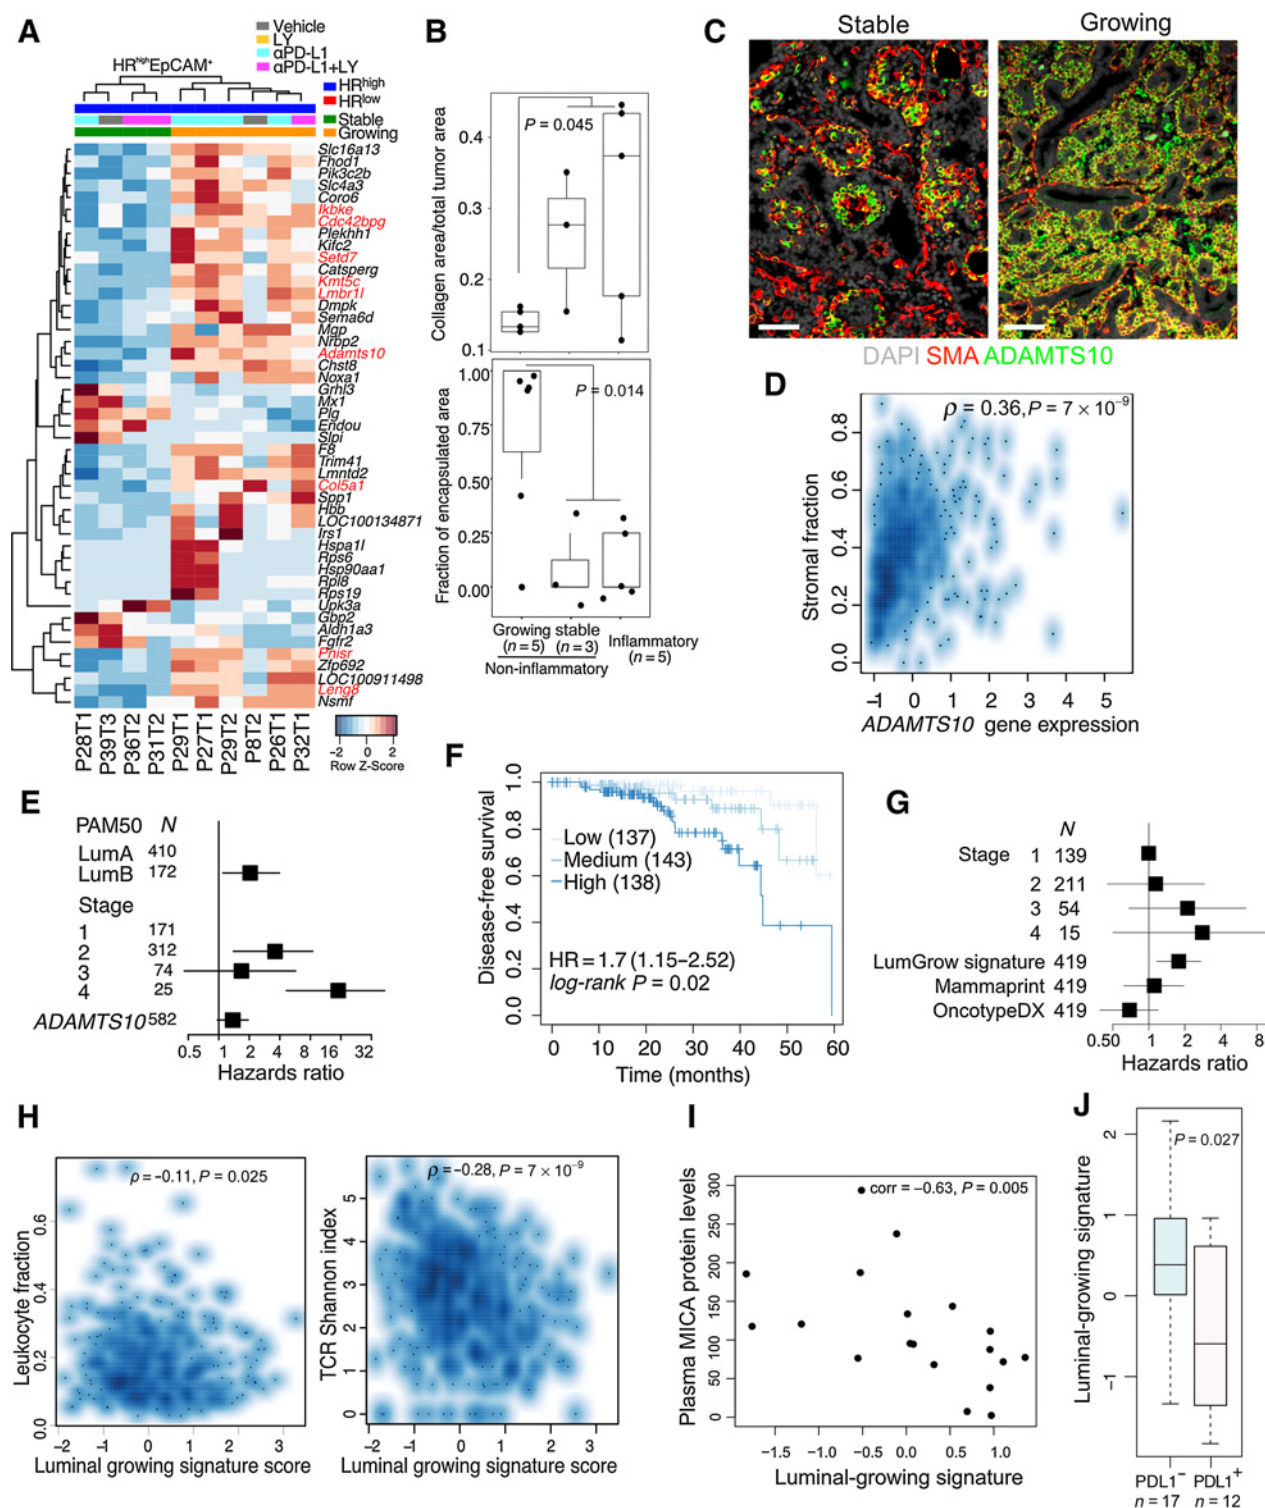 A
Vehicle
LY
αPD-L1
αPD-L1+LY
HRhighEpCAM+
HRhigh
HRlow
Stable
Growing
Slc16a13
Fhod1
Pik3c2b
Slc4a3
Coro6
Ikbke
Cdc42bpg
Plekhh1
Kifc2
Setd7
Catsperg
Kmt5c
Lmbr1l
Dmpk
Sema6d
Mgp
Nrbp2
Adamts10
Chst8
Noxa1
Grhl3
Mx1
Plg
Endou
Slpi
F8
Trim41
Lmntd2
Col5a1
Spp1
Hbb
LOC100134871
Irs1
Hspa1l
Rps6
Hsp90aa1
Rpl8
Rps19
Upk3a
Gbp2
Aldh1a3
Fgfr2
Pnisr
Zfp692
LOC100911498
Leng8
Nsmf
P28T1
P39T3
P36T2
P31T2
P29T1
P27T1
P29T2
P8T2
P26T1
P32T1
−2 0 2
Row Z-Score
B
P = 0.045
Collagen area/total tumor area
0.4
0.3
0.2
0.1
P = 0.014
Fraction of encapsulated area
1.00
0.75
0.50
0.25
0.00
Growing stable
(n = 5) (n = 3)
Inflammatory
(n = 5)
Non-inflammatory
C
Stable
Growing
DAPI SMA ADAMTS10
D
ρ = 0.36, P = 7 × 10−9
Stromal fraction
0.8
0.6
0.4
0.2
0.0
−1 0 1 2 3 4 5
ADAMTS10 gene expression
E
PAM50 N
LumA 410
LumB 172
Stage
1 171
2 312
3 74
4 25
ADAMTS10 582
0.5 1 2 4 8 16 32
Hazards ratio
F
Disease-free survival
1.0
0.8
0.6
0.4
0.2
0.0
Low (137)
Medium (143)
High (138)
HR = 1.7 (1.15–2.52)
log-rank P = 0.02
0 10 20 30 40 50 60
Time (months)
G
N
Stage 1 139
2 211
3 54
4 15
LumGrow signature 419
Mammaprint 419
OncotypeDX 419
0.50 1 2 4 8
Hazards ratio
H
ρ = −0.11, P = 0.025
Leukocyte fraction
0.6
0.4
0.2
0.0
−2 −1 0 1 2 3
Luminal growing signature score
ρ = −0.28, P = 7 × 10−9
TCR Shannon index
5
4
3
2
1
0
−2 −1 0 1 2 3
Luminal growing signature score
I
corr = −0.63, P = 0.005
Plasma MICA protein levels
300
250
200
150
100
50
0
−1.5 −1.0 −0.5 0.0 0.5 1.0
Luminal-growing signature
J
P = 0.027
Luminal-growing signature
2
1
0
−1
PDL1− PDL1+
n = 17 n = 12